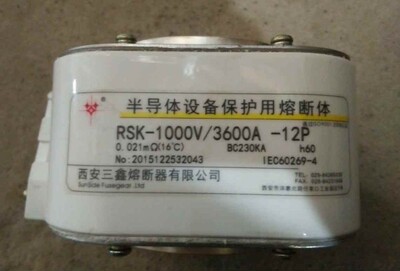 半导体设备保护用熔断体
RSK-1000V/3600A -12P
0.021mΩ(16℃) BC230KA h60
No:2015122532043 IEC60269-4
西安三鑫熔断器有限公司